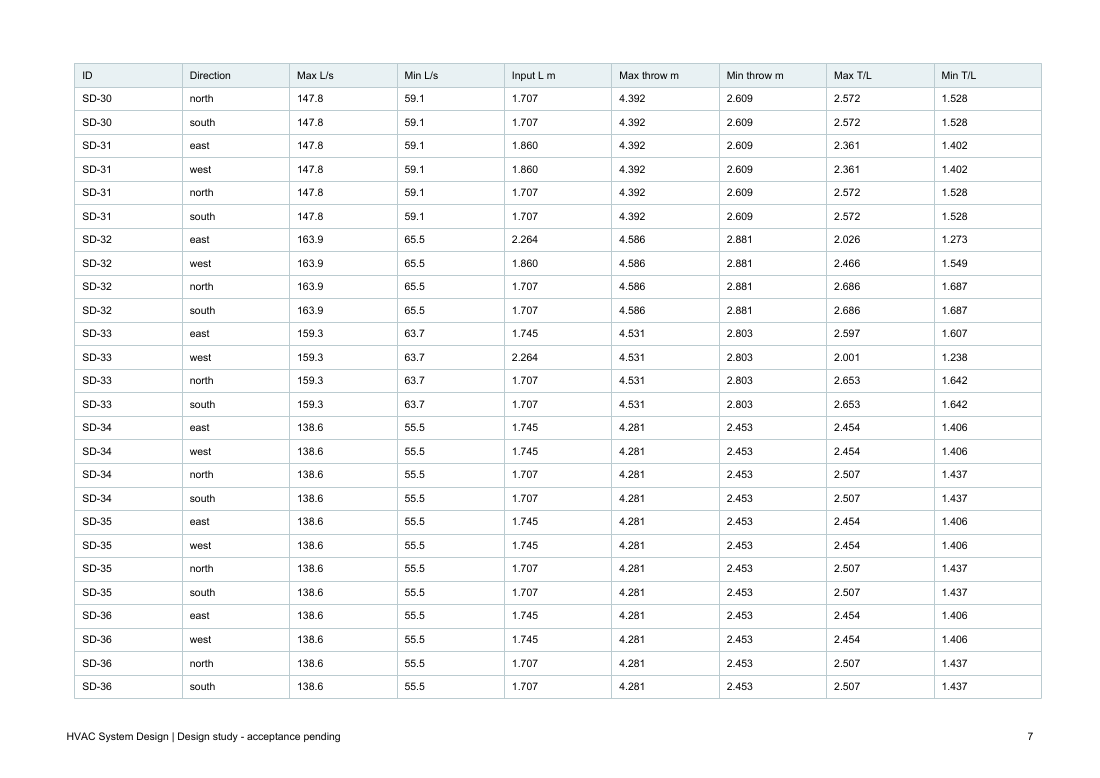 ID Direction Max L/s Min L/s Input L m Max throw m Min throw m Max T/L Min T/L
SD-30 north 147.8 59.1 1.707 4.392 2.609 2.572 1.528
SD-30 south 147.8 59.1 1.707 4.392 2.609 2.572 1.528
SD-31 east 147.8 59.1 1.860 4.392 2.609 2.361 1.402
SD-31 west 147.8 59.1 1.860 4.392 2.609 2.361 1.402
SD-31 north 147.8 59.1 1.707 4.392 2.609 2.572 1.528
SD-31 south 147.8 59.1 1.707 4.392 2.609 2.572 1.528
SD-32 east 163.9 65.5 2.264 4.586 2.881 2.026 1.273
SD-32 west 163.9 65.5 1.860 4.586 2.881 2.466 1.549
SD-32 north 163.9 65.5 1.707 4.586 2.881 2.686 1.687
SD-32 south 163.9 65.5 1.707 4.586 2.881 2.686 1.687
SD-33 east 159.3 63.7 1.745 4.531 2.803 2.597 1.607
SD-33 west 159.3 63.7 2.264 4.531 2.803 2.001 1.238
SD-33 north 159.3 63.7 1.707 4.531 2.803 2.653 1.642
SD-33 south 159.3 63.7 1.707 4.531 2.803 2.653 1.642
SD-34 east 138.6 55.5 1.745 4.281 2.453 2.454 1.406
SD-34 west 138.6 55.5 1.745 4.281 2.453 2.454 1.406
SD-34 north 138.6 55.5 1.707 4.281 2.453 2.507 1.437
SD-34 south 138.6 55.5 1.707 4.281 2.453 2.507 1.437
SD-35 east 138.6 55.5 1.745 4.281 2.453 2.454 1.406
SD-35 west 138.6 55.5 1.745 4.281 2.453 2.454 1.406
SD-35 north 138.6 55.5 1.707 4.281 2.453 2.507 1.437
SD-35 south 138.6 55.5 1.707 4.281 2.453 2.507 1.437
SD-36 east 138.6 55.5 1.745 4.281 2.453 2.454 1.406
SD-36 west 138.6 55.5 1.745 4.281 2.453 2.454 1.406
SD-36 north 138.6 55.5 1.707 4.281 2.453 2.507 1.437
SD-36 south 138.6 55.5 1.707 4.281 2.453 2.507 1.437
HVAC System Design | Design study - acceptance pending 7